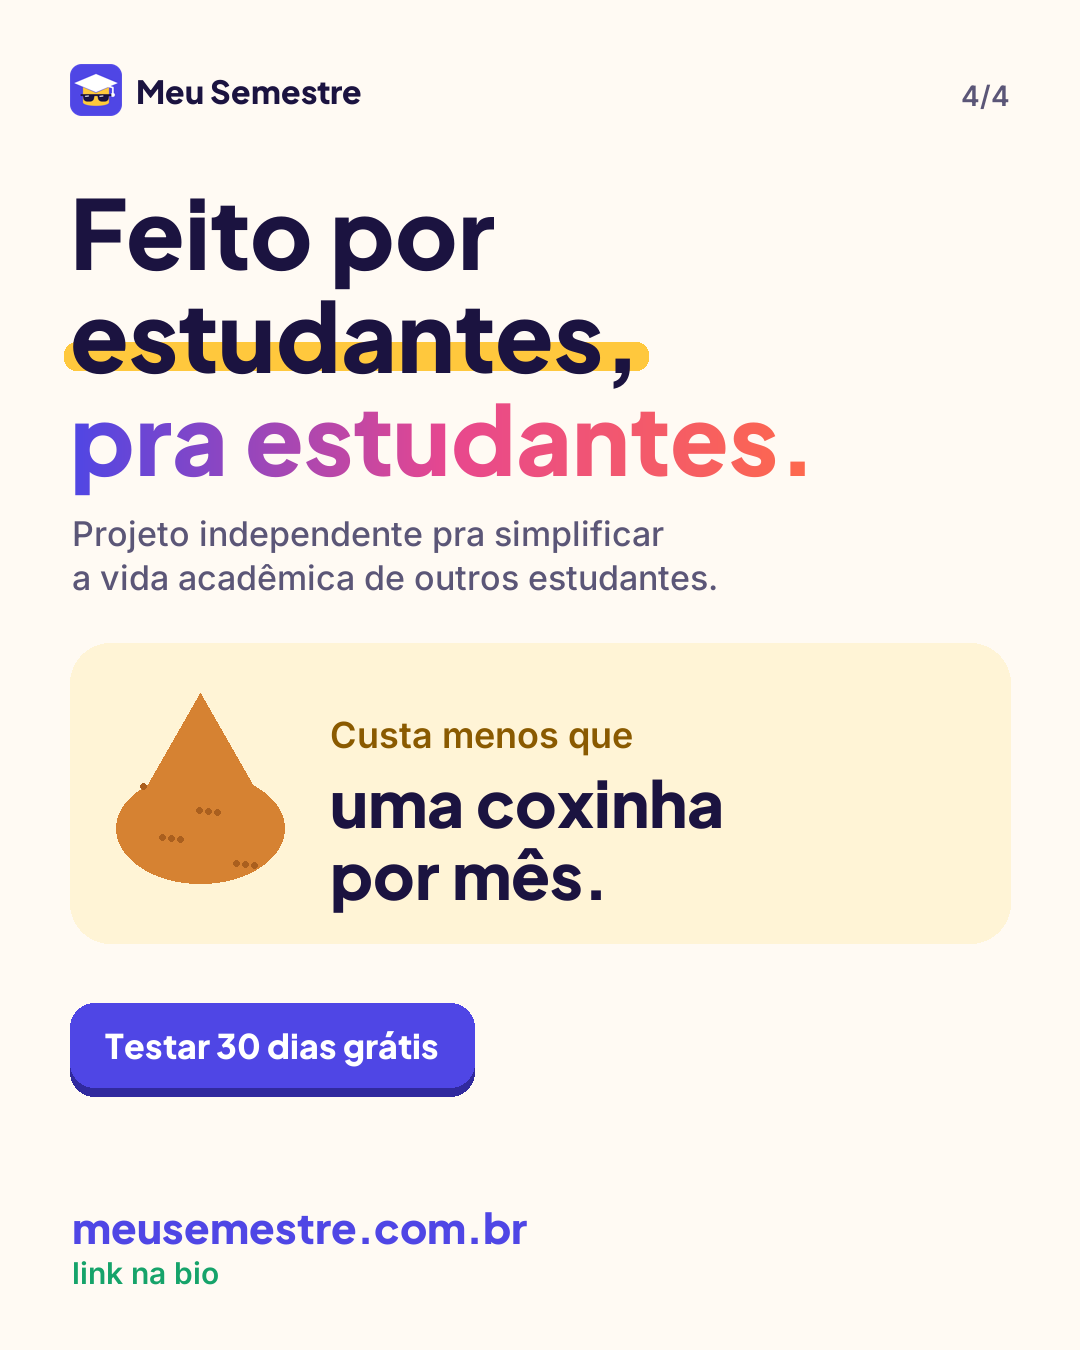 Meu Semestre
4/4
Feito por
estudantes,
pra estudantes.
Projeto independente pra simplificar
a vida acadêmica de outros estudantes.
Custa menos que
uma coxinha
por mês.
Testar 30 dias grátis
meusemestre.com.br
link na bio